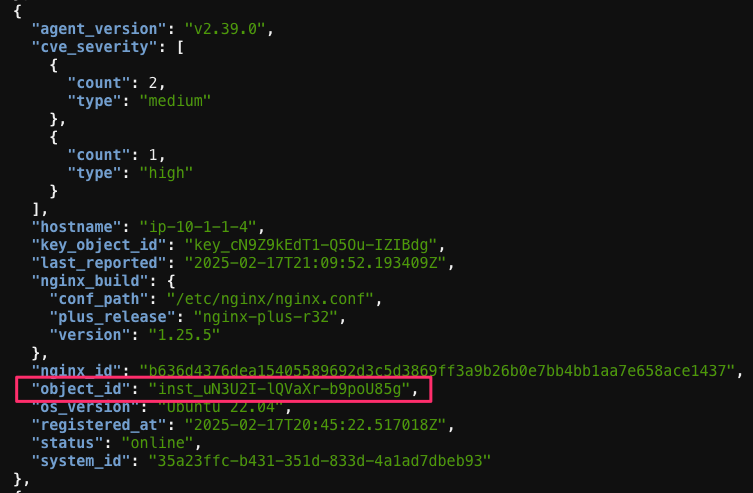 {
"agent_version": "v2.39.0",
"cve_severity": [
{
"count": 2,
"type": "medium"
},
{
"count": 1,
"type": "high"
}
],
"hostname": "ip-10-1-1-4",
"key_object_id": "key_cN9Z9kEdT1-Q5Ou-IZIBdg",
"last_reported": "2025-02-17T21:09:52.193409Z",
"nginx_build": {
"conf_path": "/etc/nginx/nginx.conf",
"plus_release": "nginx-plus-r32",
"version": "1.25.5"
},
"nginx_id": "b636d4376dea15405589692d3c5d3869ff3a9b26b0e7bb4bb1aa7e658ace1437",
"object_id": "inst_uN3U2I-lQVaXr-b9poU85g",
"os_version": "Ubuntu 22.04",
"registered_at": "2025-02-17T20:45:22.517018Z",
"status": "online",
"system_id": "35a23ffc-b431-351d-833d-4a1ad7dbeb93"
},